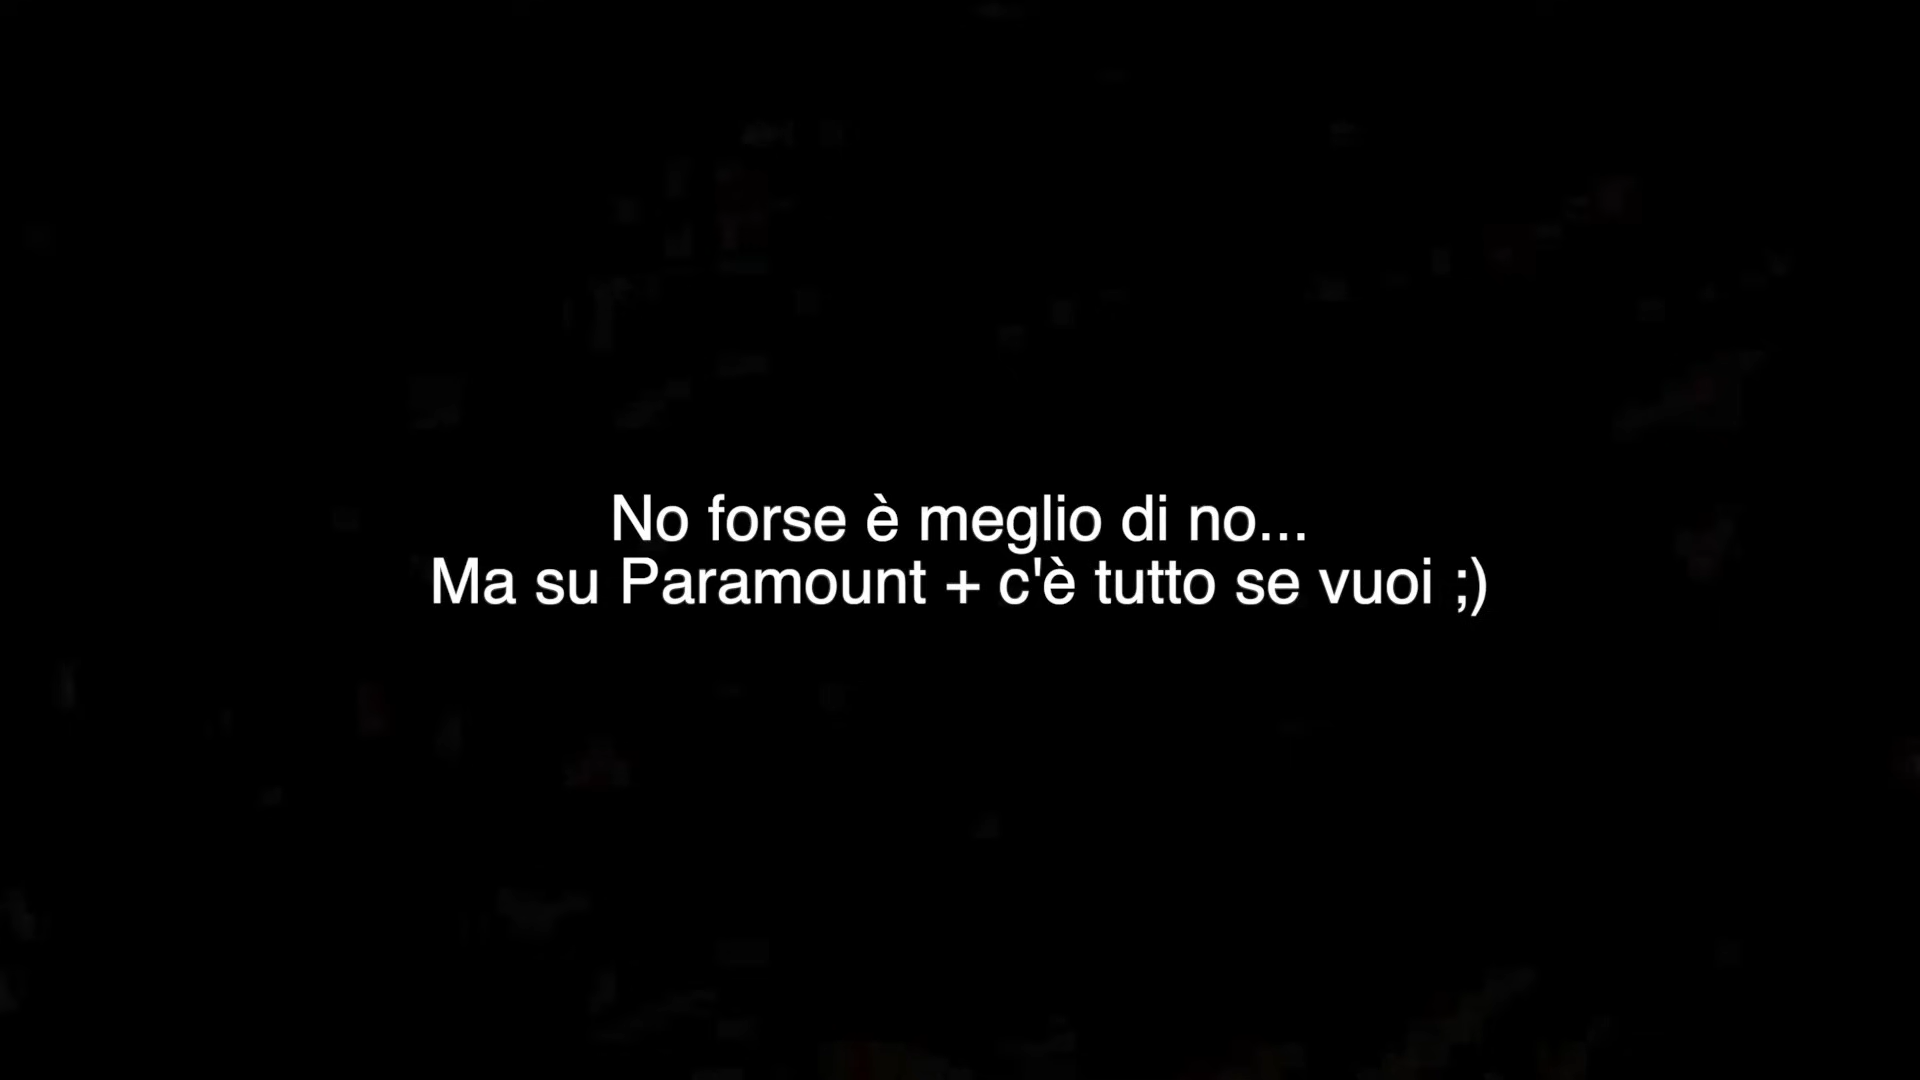 No forse è meglio di no...
Ma su Paramount + c'è tutto se vuoi ;)